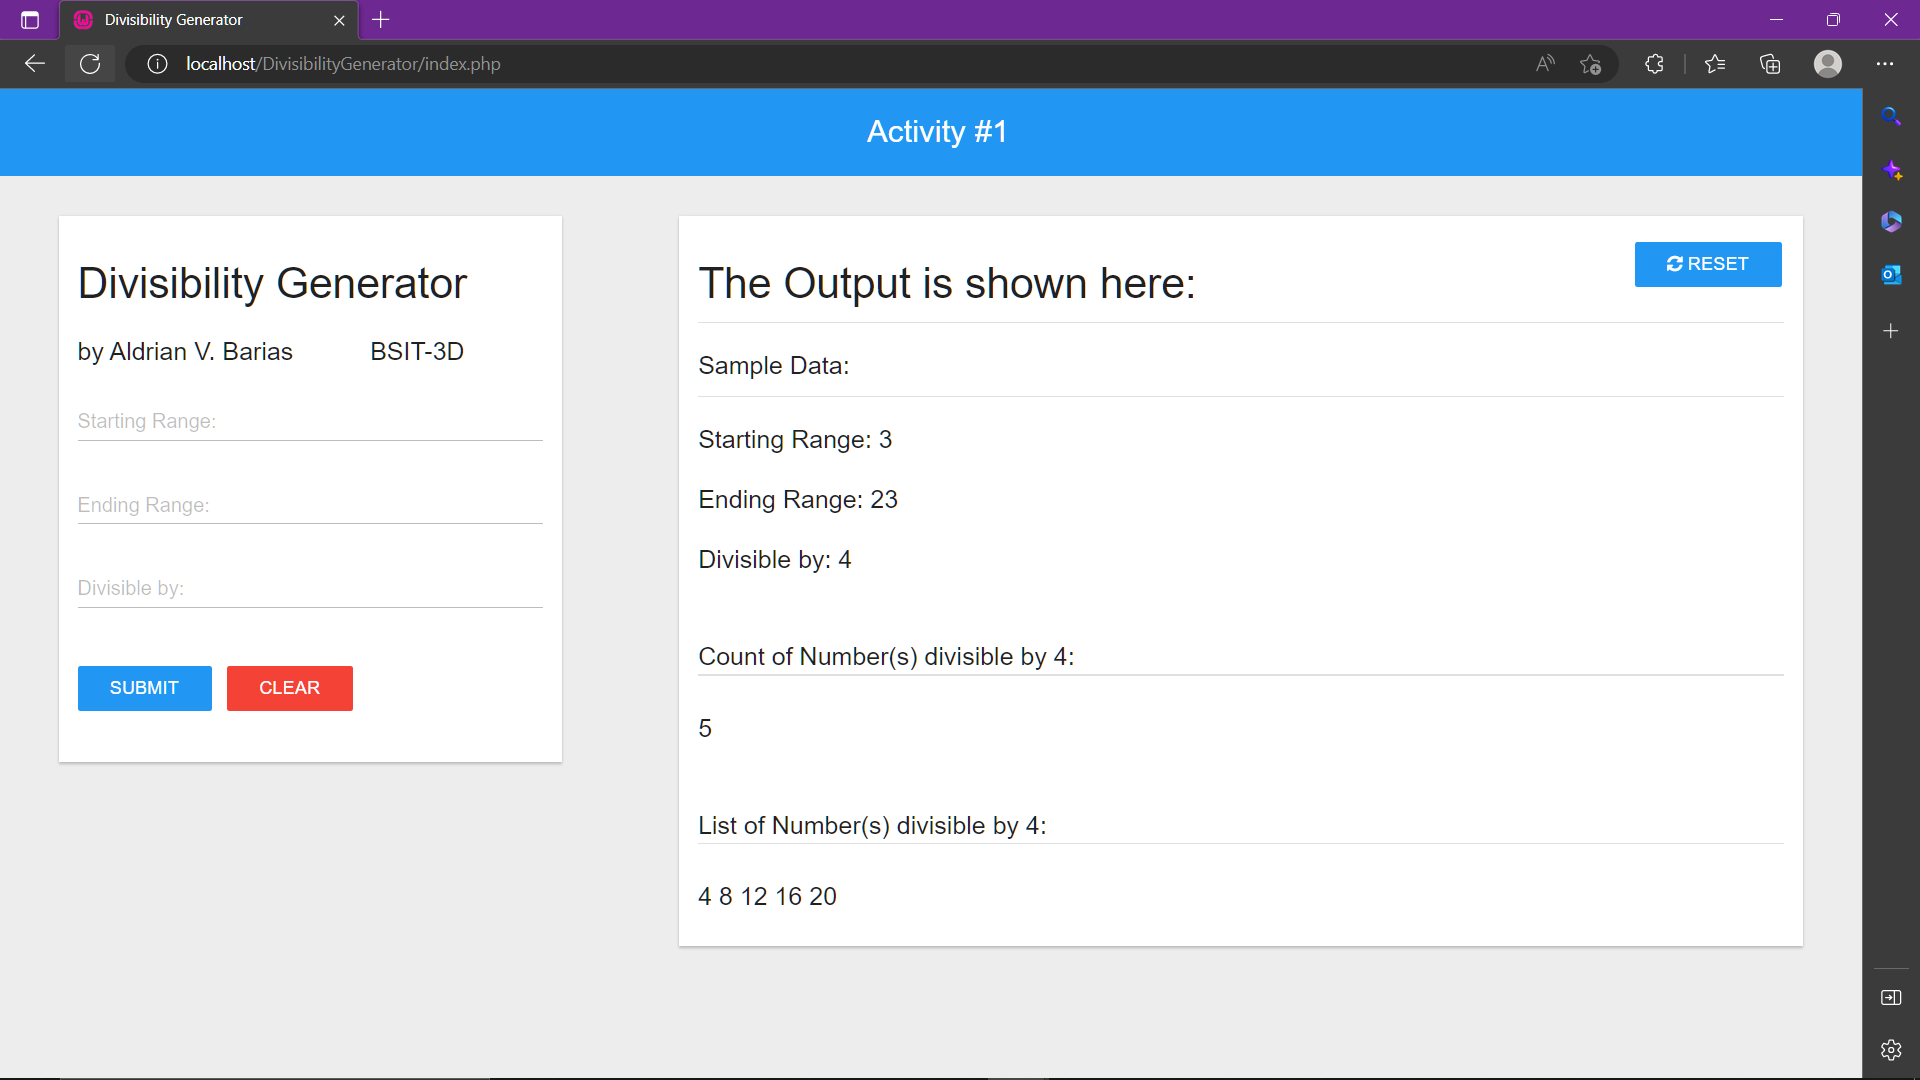 Divisibility Generator
localhost/DivisibilityGenerator/index.php
Activity #1
Divisibility Generator
by Aldrian V. Barias BSIT-3D
Starting Range:
Ending Range:
Divisible by:
SUBMIT CLEAR
The Output is shown here:
RESET
Sample Data:
Starting Range: 3
Ending Range: 23
Divisible by: 4
Count of Number(s) divisible by 4:
5
List of Number(s) divisible by 4:
4 8 12 16 20